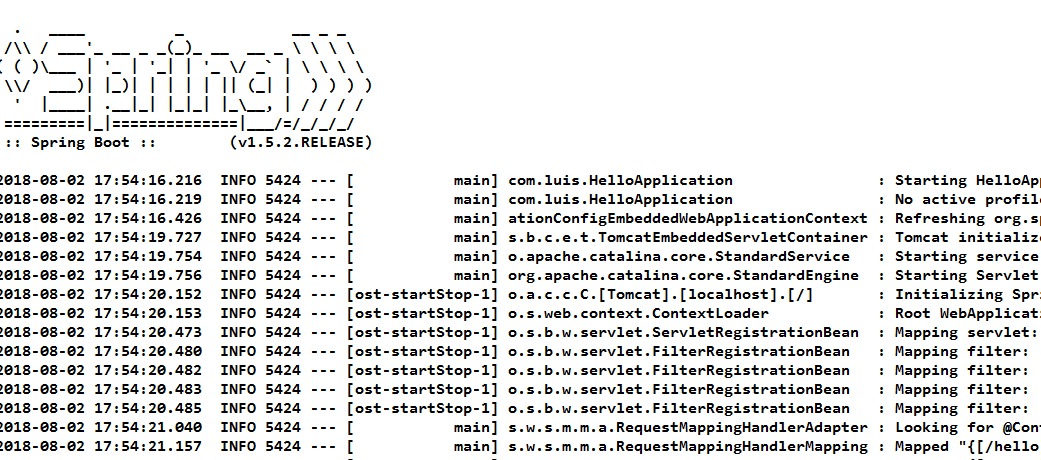 .   ____          _            __ _ _
 /\\ / ___'_ __ _ _(_)_ __  __ _ \ \ \ \
( ( )\___ | '_ | '_| | '_ \/ _` | \ \ \ \
 \\/  ___)| |_)| | | | | || (_| |  ) ) ) )
  '  |____| .__|_| |_|_| |_\__, | / / / /
 =========|_|==============|___/=/_/_/_/
 :: Spring Boot ::        (v1.5.2.RELEASE)
2018-08-02 17:54:16.216  INFO 5424 --- [           main] com.luis.HelloApplication                : Starting HelloAp
2018-08-02 17:54:16.219  INFO 5424 --- [           main] com.luis.HelloApplication                : No active profile
2018-08-02 17:54:16.426  INFO 5424 --- [           main] ationConfigEmbeddedWebApplicationContext : Refreshing org.sp
2018-08-02 17:54:19.727  INFO 5424 --- [           main] s.b.c.e.t.TomcatEmbeddedServletContainer : Tomcat initialize
2018-08-02 17:54:19.754  INFO 5424 --- [           main] o.apache.catalina.core.StandardService   : Starting service
2018-08-02 17:54:19.756  INFO 5424 --- [           main] org.apache.catalina.core.StandardEngine  : Starting Servlet
2018-08-02 17:54:20.152  INFO 5424 --- [ost-startStop-1] o.a.c.c.C.[Tomcat].[localhost].[/]       : Initializing Spri
2018-08-02 17:54:20.153  INFO 5424 --- [ost-startStop-1] o.s.web.context.ContextLoader            : Root WebApplicati
2018-08-02 17:54:20.473  INFO 5424 --- [ost-startStop-1] o.s.b.w.servlet.ServletRegistrationBean  : Mapping servlet:
2018-08-02 17:54:20.480  INFO 5424 --- [ost-startStop-1] o.s.b.w.servlet.FilterRegistrationBean   : Mapping filter:
2018-08-02 17:54:20.482  INFO 5424 --- [ost-startStop-1] o.s.b.w.servlet.FilterRegistrationBean   : Mapping filter:
2018-08-02 17:54:20.483  INFO 5424 --- [ost-startStop-1] o.s.b.w.servlet.FilterRegistrationBean   : Mapping filter:
2018-08-02 17:54:20.485  INFO 5424 --- [ost-startStop-1] o.s.b.w.servlet.FilterRegistrationBean   : Mapping filter:
2018-08-02 17:54:21.040  INFO 5424 --- [           main] s.w.s.m.m.a.RequestMappingHandlerAdapter : Looking for @Cont
2018-08-02 17:54:21.157  INFO 5424 --- [           main] s.w.s.m.m.a.RequestMappingHandlerMapping : Mapped "{[/hello